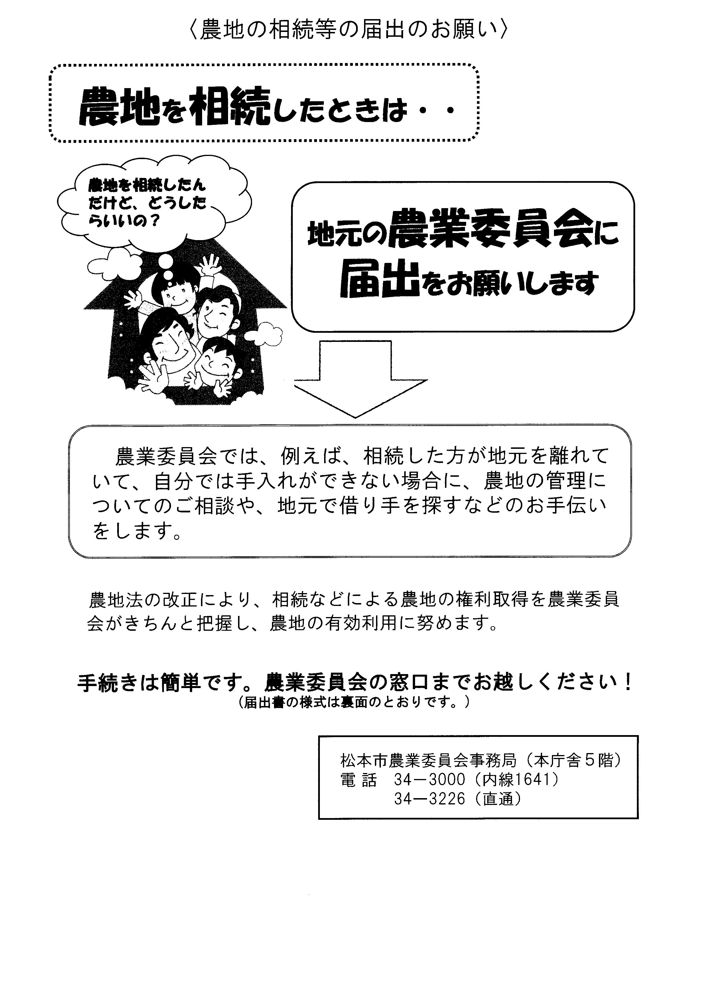 〈農地の相続等の届出のお願い〉
農地を相続したときは・・
農地を相続したん
だけど、どうした
らいいの？
地元の農業委員会に
届出をお願いします
農業委員会では、例えば、相続した方が地元を離れて
いて、自分では手入れができない場合に、農地の管理に
ついてのご相談や、地元で借り手を探すなどのお手伝い
をします。
農地法の改正により、相続などによる農地の権利取得を農業委員
会がきちんと把握し、農地の有効利用に努めます。
手続きは簡単です。農業委員会の窓口までお越しください！
（届出書の様式は裏面のとおりです。）
松本市農業委員会事務局（本庁舎５階）
電 話　34－3000（内線1641）
34－3226（直通）